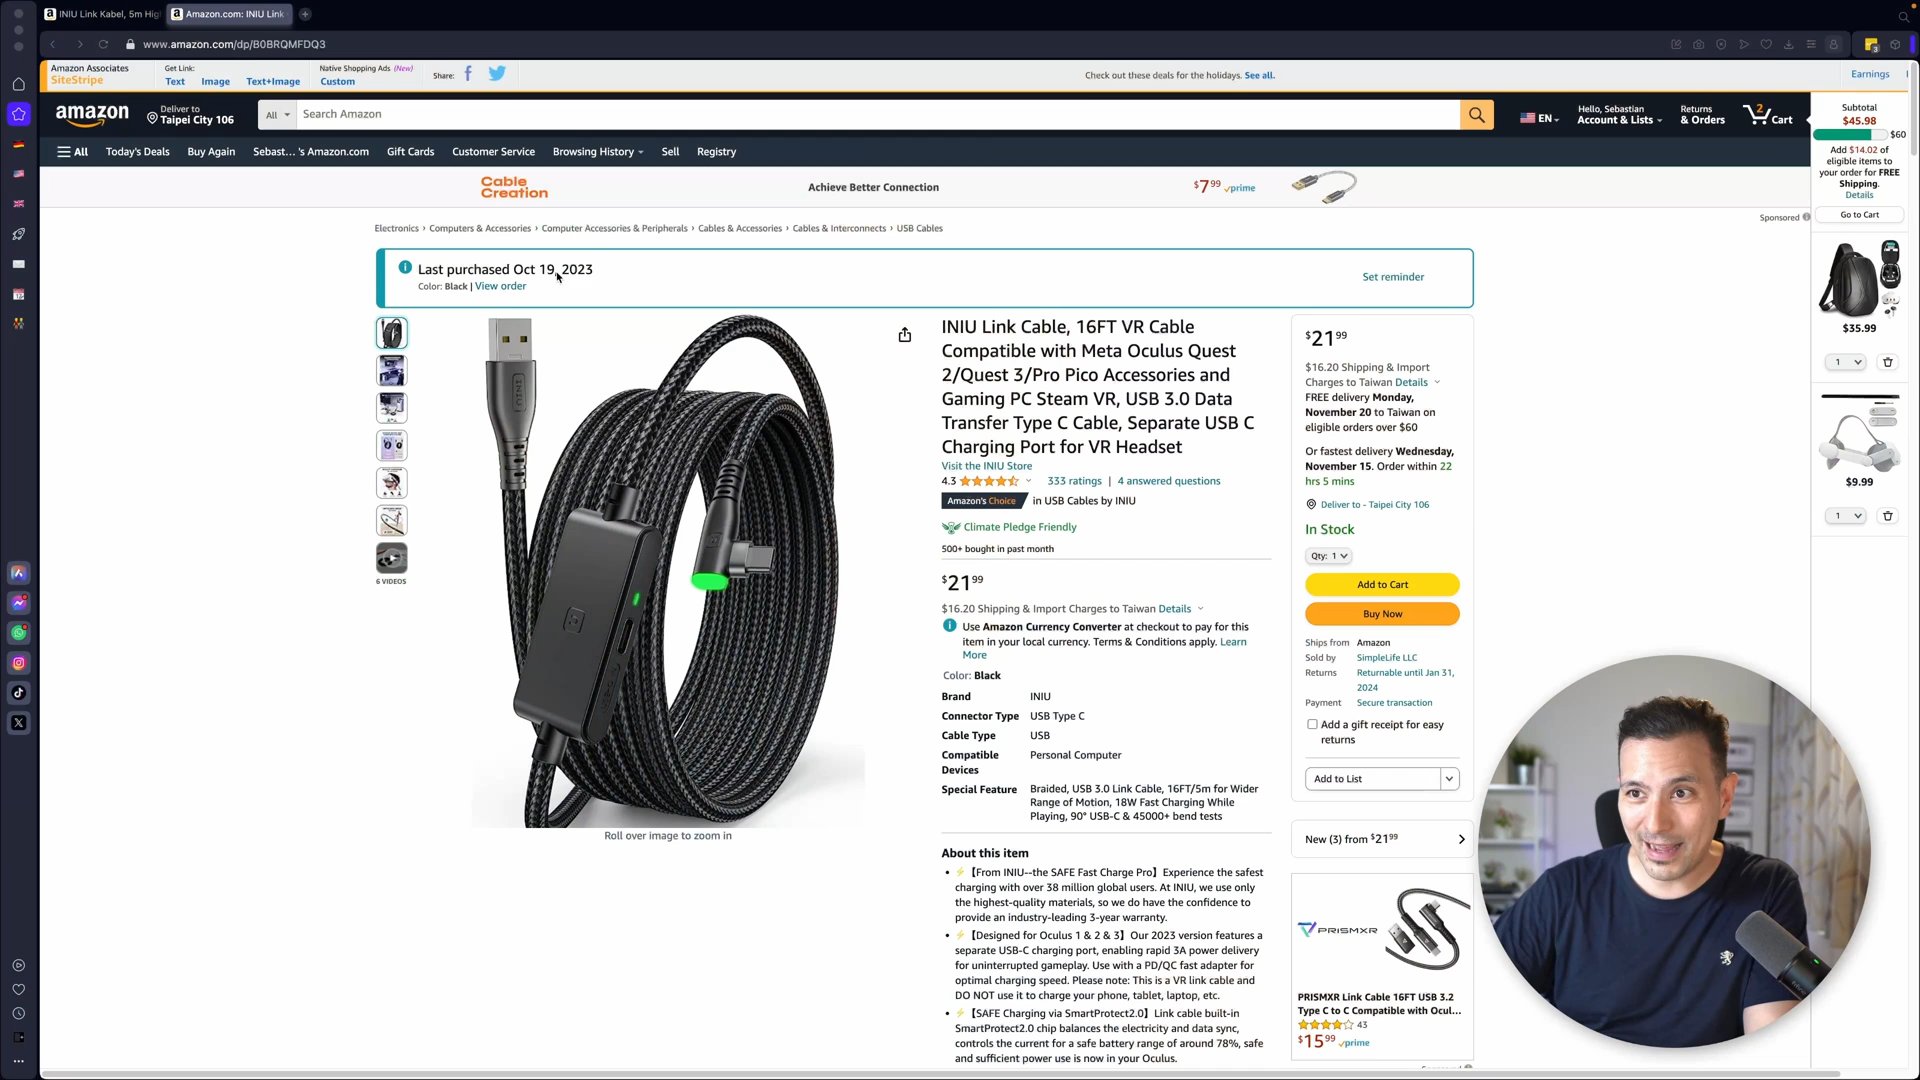 INIU Link Kabel, 5m Hig
Amazon.com: INIU Link
www.amazon.com/dp/B0BRQMFDQ3
Amazon Associates
SiteStripe
Get Link:
Text Image Text+Image
Native Shopping Ads (New)
Custom
Share:
Check out these deals for the holidays. See all.
Earnings
amazon
Deliver to
Taipei City 106
All
Search Amazon
EN
Hello, Sebastian
Account & Lists
Returns
& Orders
2
Cart
All Today's Deals Buy Again Sebast... 's Amazon.com Gift Cards Customer Service Browsing History Sell Registry
Subtotal
$45.98
$60
Add $14.02 of
eligible items to
your order for FREE
Shipping.
Details
Go to Cart
$35.99
1
$9.99
1
Cable
Creation
Achieve Better Connection
$7.99 prime
Sponsored
Electronics › Computers & Accessories › Computer Accessories & Peripherals › Cables & Accessories › Cables & Interconnects › USB Cables
Last purchased Oct 19, 2023
Color: Black | View order
Set reminder
6 VIDEOS
INIU
Roll over image to zoom in
INIU Link Cable, 16FT VR Cable
Compatible with Meta Oculus Quest
2/Quest 3/Pro Pico Accessories and
Gaming PC Steam VR, USB 3.0 Data
Transfer Type C Cable, Separate USB C
Charging Port for VR Headset
Visit the INIU Store
4.3 333 ratings | 4 answered questions
Amazon's Choice in USB Cables by INIU
Climate Pledge Friendly
500+ bought in past month
$21.99
$16.20 Shipping & Import Charges to Taiwan Details
Use Amazon Currency Converter at checkout to pay for this
item in your local currency. Terms & Conditions apply. Learn
More
Color: Black
Brand INIU
Connector Type USB Type C
Cable Type USB
Compatible Personal Computer
Devices
Special Feature Braided, USB 3.0 Link Cable, 16FT/5m for Wider
Range of Motion, 18W Fast Charging While
Playing, 90° USB-C & 45000+ bend tests
About this item
• ⚡【From INIU--the SAFE Fast Charge Pro】Experience the safest
charging with over 38 million global users. At INIU, we use only
the highest-quality materials, so we do have the confidence to
provide an industry-leading 3-year warranty.
• ⚡【Designed for Oculus 1 & 2 & 3】Our 2023 version features a
separate USB-C charging port, enabling rapid 3A power delivery
for uninterrupted gameplay. Use with a PD/QC fast adapter for
optimal charging speed. Please note: This is a VR link cable and
DO NOT use it to charge your phone, tablet, laptop, etc.
• ⚡【SAFE Charging via SmartProtect2.0】Link cable built-in
SmartProtect2.0 chip balances the electricity and data sync,
controls the current for a safe battery range of around 78%, safe
and sufficient power use is now in your Oculus.
$21.99
$16.20 Shipping & Import
Charges to Taiwan Details
FREE delivery Monday,
November 20 to Taiwan on
eligible orders over $60
Or fastest delivery Wednesday,
November 15. Order within 22
hrs 5 mins
Deliver to - Taipei City 106
In Stock
Qty: 1
Add to Cart
Buy Now
Ships from Amazon
Sold by SimpleLife LLC
Returns Returnable until Jan 31,
2024
Payment Secure transaction
Add a gift receipt for easy
returns
Add to List
New (3) from $21.99
PRISMXR
PRISMXR Link Cable 16FT USB 3.2
Type C to C Compatible with Ocul...
43
$15.99 prime